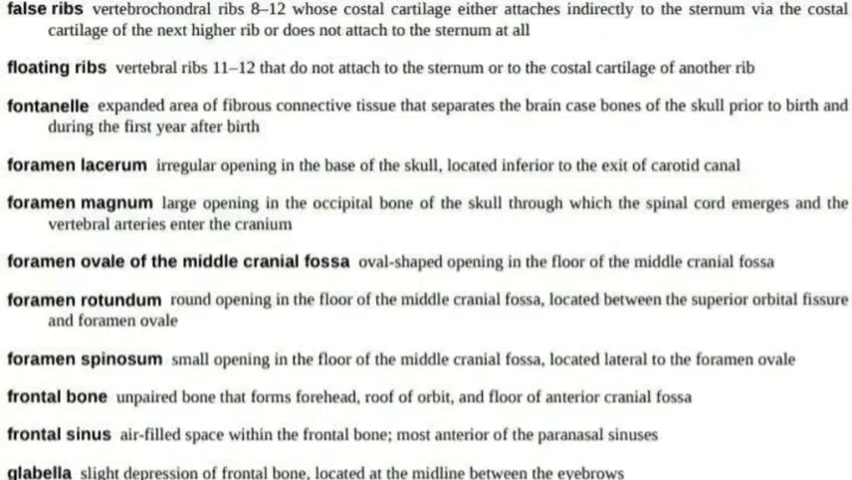 false ribs vertebrochondral ribs 8–12 whose costal cartilage either attaches indirectly to the sternum via the costal
cartilage of the next higher rib or does not attach to the sternum at all
floating ribs vertebral ribs 11–12 that do not attach to the sternum or to the costal cartilage of another rib
fontanelle expanded area of fibrous connective tissue that separates the brain case bones of the skull prior to birth and
during the first year after birth
foramen lacerum irregular opening in the base of the skull, located inferior to the exit of carotid canal
foramen magnum large opening in the occipital bone of the skull through which the spinal cord emerges and the
vertebral arteries enter the cranium
foramen ovale of the middle cranial fossa oval-shaped opening in the floor of the middle cranial fossa
foramen rotundum round opening in the floor of the middle cranial fossa, located between the superior orbital fissure
and foramen ovale
foramen spinosum small opening in the floor of the middle cranial fossa, located lateral to the foramen ovale
frontal bone unpaired bone that forms forehead, roof of orbit, and floor of anterior cranial fossa
frontal sinus air-filled space within the frontal bone; most anterior of the paranasal sinuses
glabella slight depression of frontal bone, located at the midline between the eyebrows